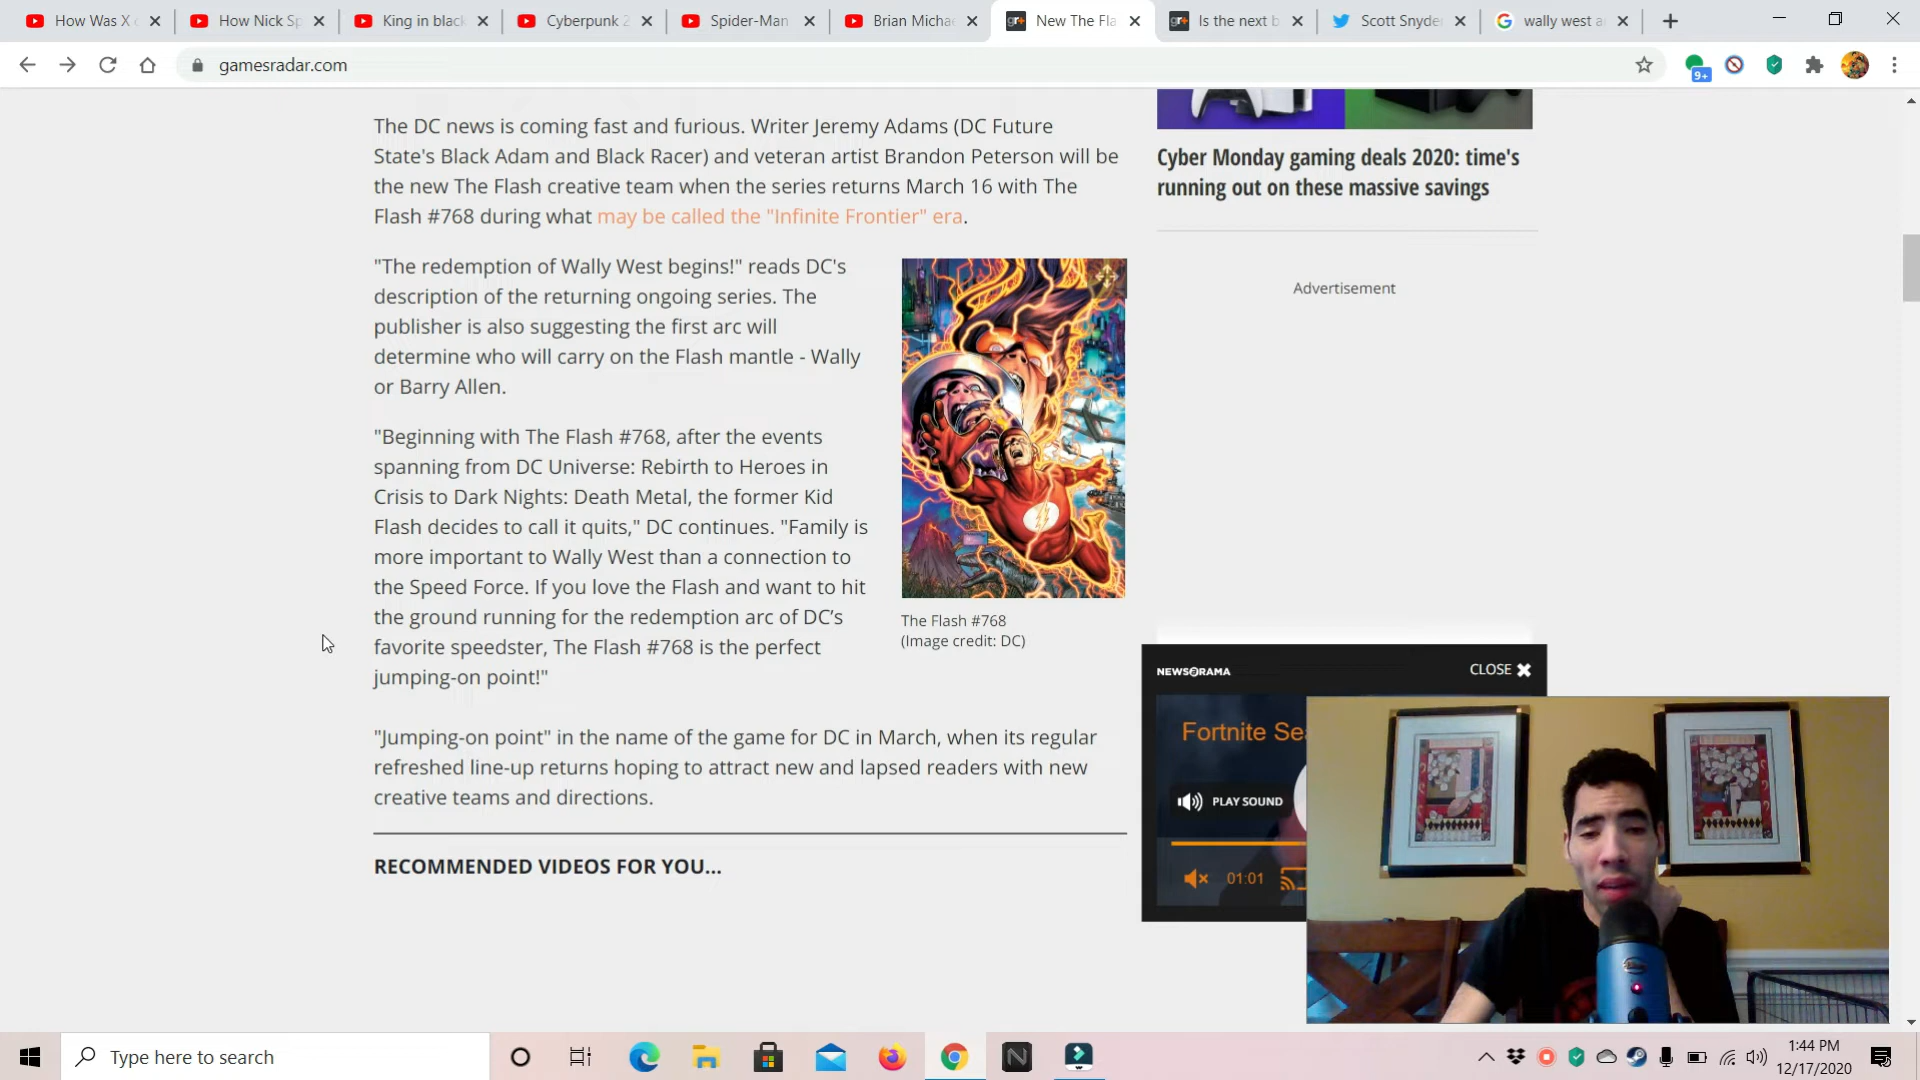 How Was X c
How Nick Sp
King in black
Cyberpunk 2
Spider-Man
Brian Michae
New The Fla
Is the next b
Scott Snyde
wally west a
gamesradar.com
9+
The DC news is coming fast and furious. Writer Jeremy Adams (DC Future
State's Black Adam and Black Racer) and veteran artist Brandon Peterson will be
the new The Flash creative team when the series returns March 16 with The
Flash #768 during what may be called the "Infinite Frontier" era.
"The redemption of Wally West begins!" reads DC's
description of the returning ongoing series. The
publisher is also suggesting the first arc will
determine who will carry on the Flash mantle - Wally
or Barry Allen.
"Beginning with The Flash #768, after the events
spanning from DC Universe: Rebirth to Heroes in
Crisis to Dark Nights: Death Metal, the former Kid
Flash decides to call it quits," DC continues. "Family is
more important to Wally West than a connection to
the Speed Force. If you love the Flash and want to hit
the ground running for the redemption arc of DC’s
favorite speedster, The Flash #768 is the perfect
jumping-on point!"
The Flash #768
(Image credit: DC)
"Jumping-on point" in the name of the game for DC in March, when its regular
refreshed line-up returns hoping to attract new and lapsed readers with new
creative teams and directions.
RECOMMENDED VIDEOS FOR YOU...
Cyber Monday gaming deals 2020: time's
running out on these massive savings
Advertisement
NEWSARAMA
CLOSE
Fortnite Sea
PLAY SOUND
01:01
Type here to search
1:44 PM
12/17/2020